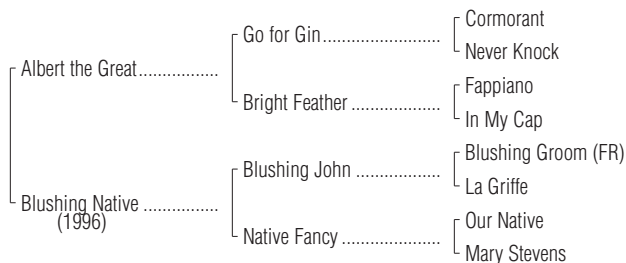 Cormorant
Go for Gin
Never Knock
Albert the Great
Fappiano
Bright Feather
In My Cap
Blushing Groom (FR)
Blushing John
La Griffe
Blushing Native
(1996)
Our Native
Native Fancy
Mary Stevens